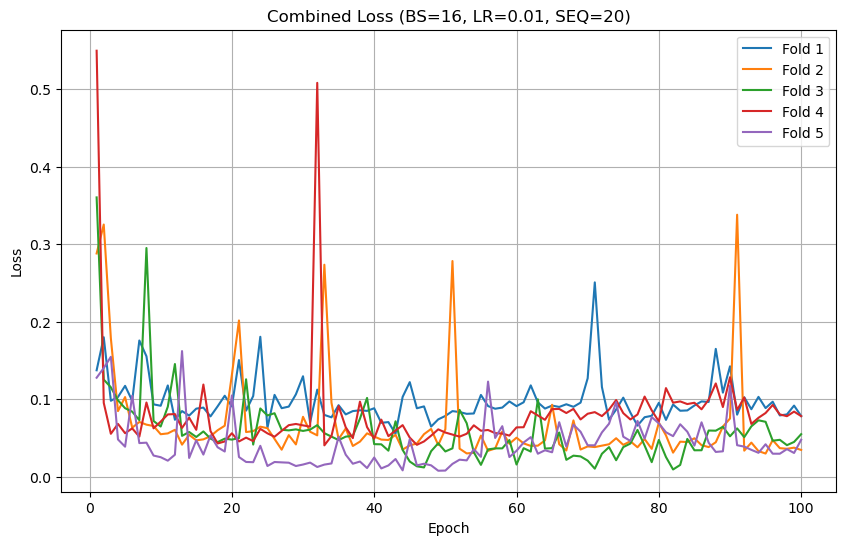 Combined Loss (BS=16, LR=0.01, SEQ=20)
Fold 1
Fold 2
Fold 3
Fold 4
Fold 5
Loss
0.5
0.4
0.3
0.2
0.1
0.0
0 20 40 60 80 100
Epoch